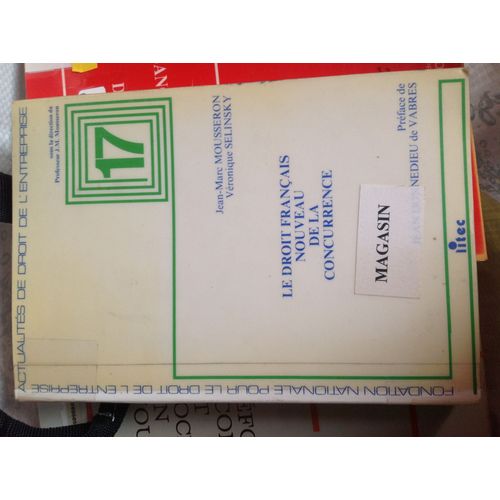 ACTUALITÉS DE DROIT DE L'ENTREPRISE
sous la direction du
Professeur J.M. Mousseron
17
Jean-Marc MOUSSERON
Véronique SELINSKY
LE DROIT FRANÇAIS
NOUVEAU
DE LA
CONCURRENCE
MAGASIN
Préface de
NEDIEU de VABRES
litec
FONDATION NATIONALE POUR LE DROIT DE L'ENTREPRISE